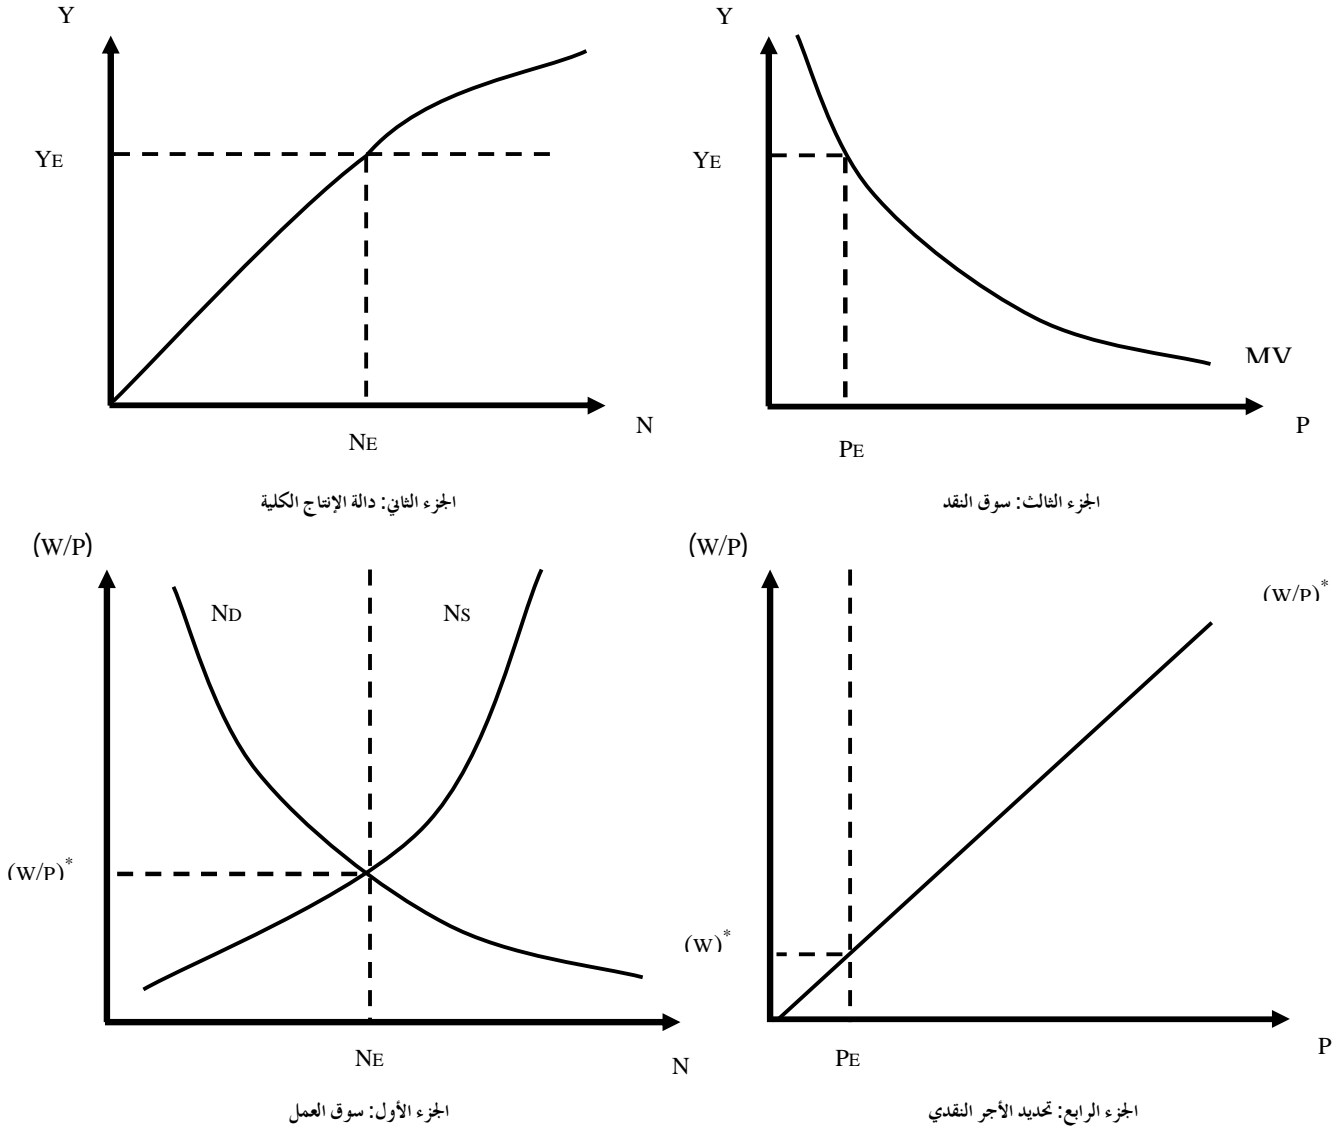 Y
YE
N
NE
الجزء الثاني: دالة الإنتاج الكلية
Y
YE
MV
P
PE
الجزء الثالث: سوق النقد
(W/P)
ND
NS
(W/P)*
NE
N
الجزء الأول: سوق العمل
(W/P)
(W/P)*
(W)*
PE
P
الجزء الرابع: تحديد الأجر النقدي